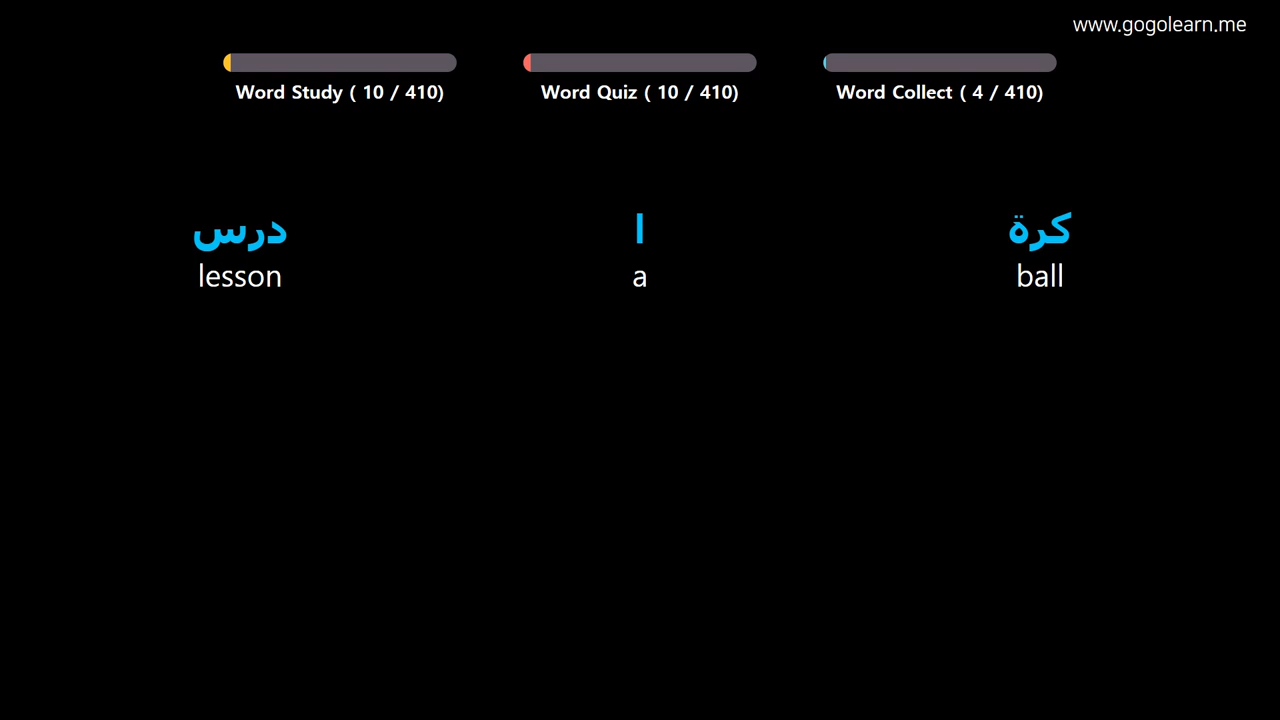 www.gogolearn.me
Word Study ( 10 / 410)
Word Quiz ( 10 / 410)
Word Collect ( 4 / 410)
درس
ا
كرة
lesson
a
ball